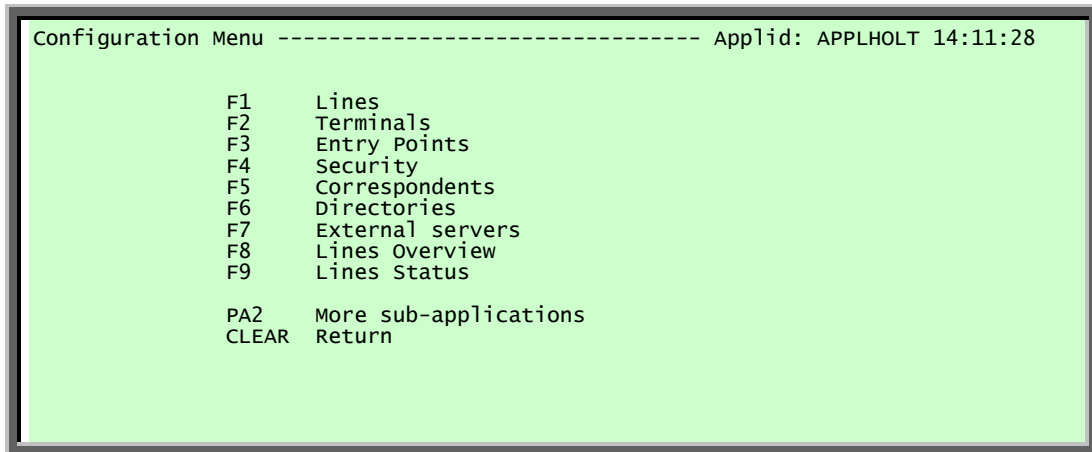 Configuration Menu --------------------------------- Applid: APPLHOLT 14:11:28
F1 Lines
F2 Terminals
F3 Entry Points
F4 Security
F5 Correspondents
F6 Directories
F7 External servers
F8 Lines Overview
F9 Lines Status
PA2 More sub-applications
CLEAR Return